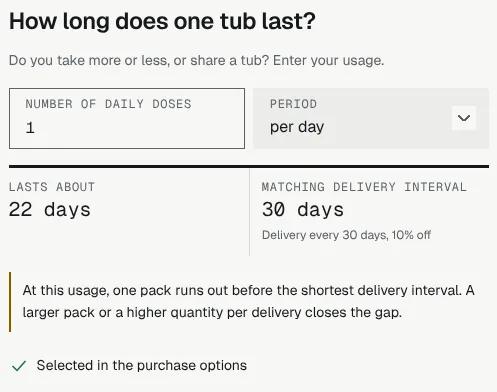 How long does one tub last?
Do you take more or less, or share a tub? Enter your usage.
NUMBER OF DAILY DOSES
1
PERIOD
per day
LASTS ABOUT
22 days
MATCHING DELIVERY INTERVAL
30 days
Delivery every 30 days, 10% off
At this usage, one pack runs out before the shortest delivery interval. A
larger pack or a higher quantity per delivery closes the gap.
Selected in the purchase options